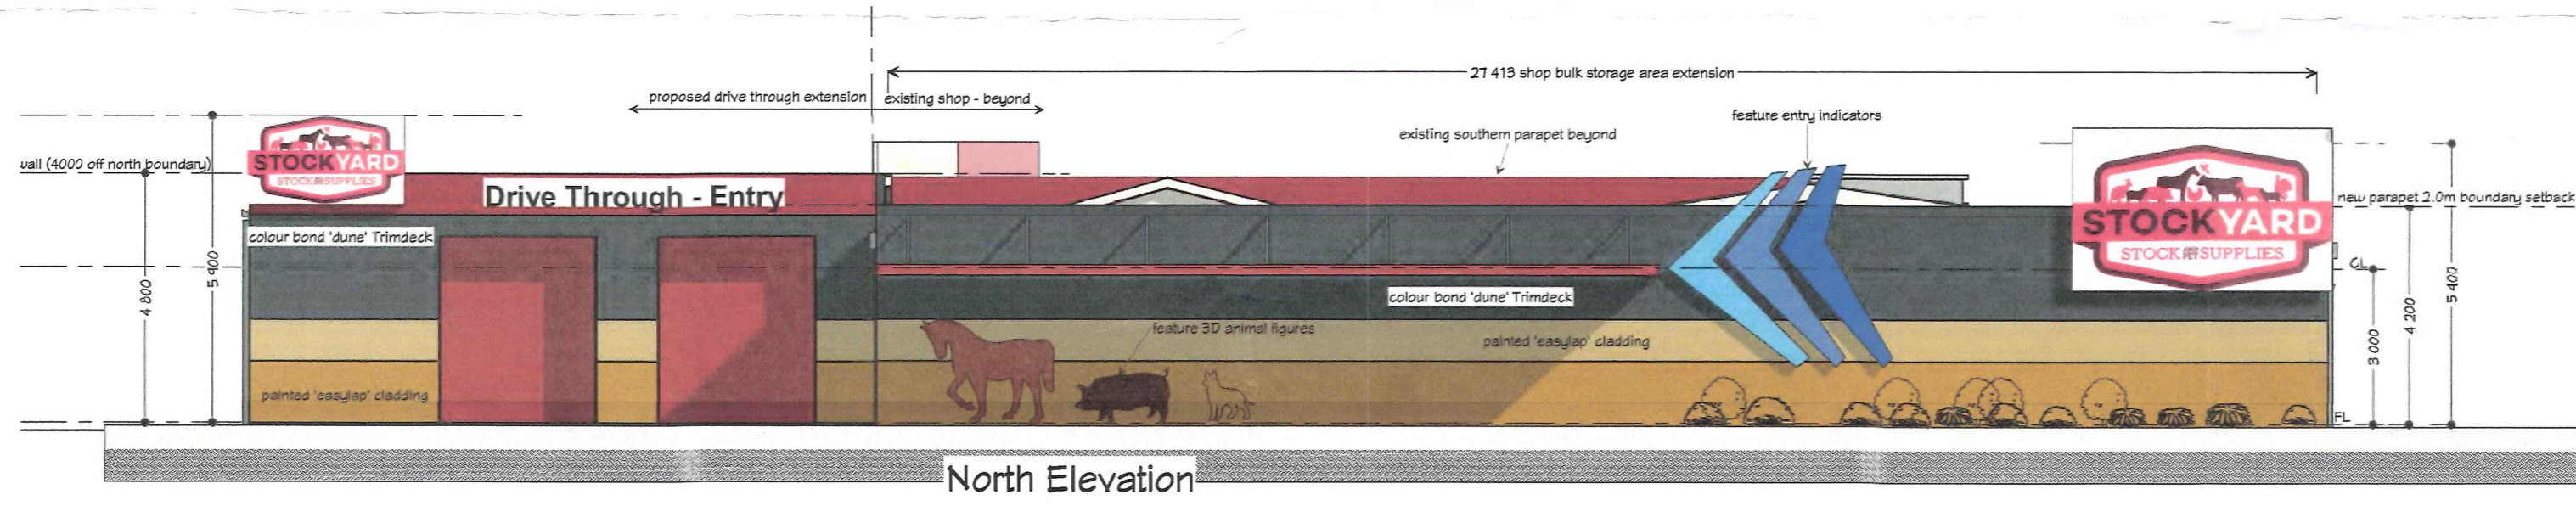 27 413 shop bulk storage area extension
proposed drive through extension
existing shop - beyond
feature entry indicators
existing southern parapet beyond
wall (4000 off north boundary)
STOCKYARD
STOCK AND SUPPLIES
Drive Through - Entry
new parapet 2.0m boundary setback
STOCKYARD
STOCK AND SUPPLIES
colour bond 'dune' Trimdeck
CL
colour bond 'dune' Trimdeck
4 800
5 900
3 000
4 200
5 400
feature 3D animal figures
painted 'easylap' cladding
painted 'easylap' cladding
FL
North Elevation